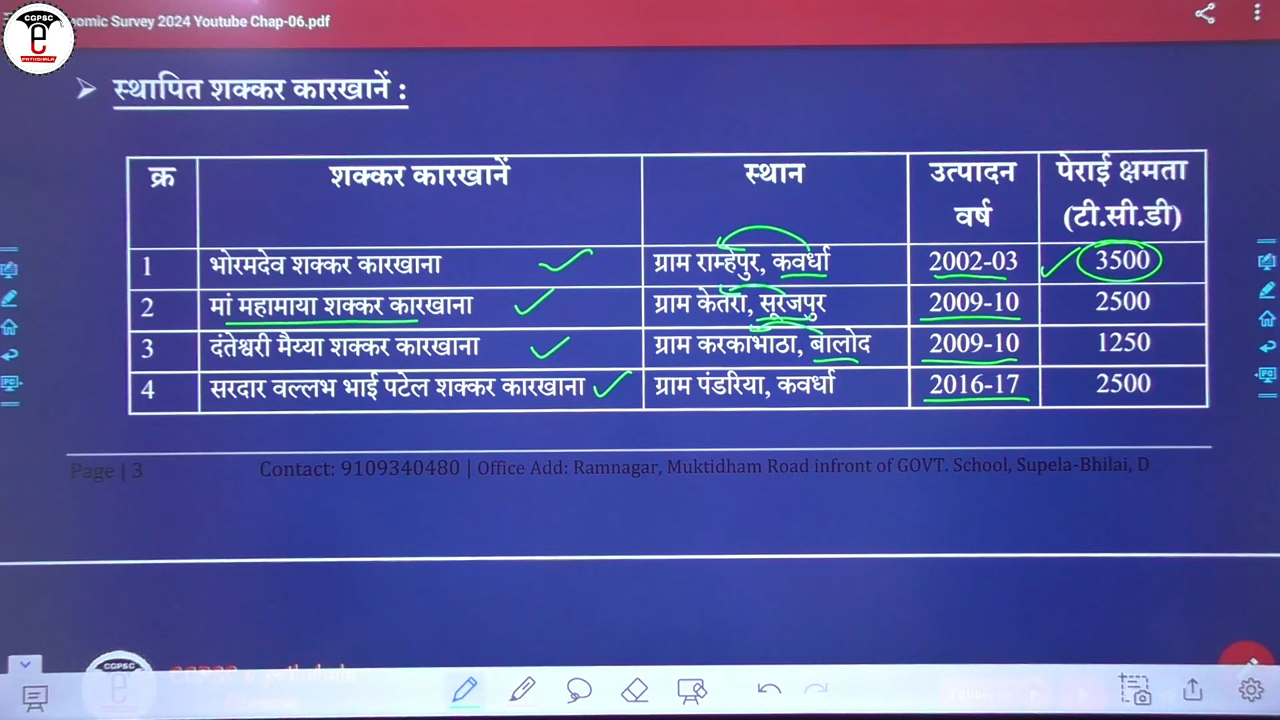 CGPSC
e
PATHSHALA
omic Survey 2024 Youtube Chap-06.pdf
➢ स्थापित शक्कर कारखानें :
क्र शक्कर कारखानें स्थान उत्पादन वर्ष पेराई क्षमता (टी.सी.डी)
1 भोरमदेव शक्कर कारखाना ग्राम राम्हेपुर, कवर्धा 2002-03 3500
2 मां महामाया शक्कर कारखाना ग्राम केतरा, सूरजपुर 2009-10 2500
3 दंतेश्वरी मैय्या शक्कर कारखाना ग्राम करकाभाठा, बालोद 2009-10 1250
4 सरदार वल्लभ भाई पटेल शक्कर कारखाना ग्राम पंडरिया, कवर्धा 2016-17 2500
Page | 3 Contact: 9109340480 | Office Add: Ramnagar, Muktidham Road infront of GOVT. School, Supela-Bhilai, D
CGPSC
e